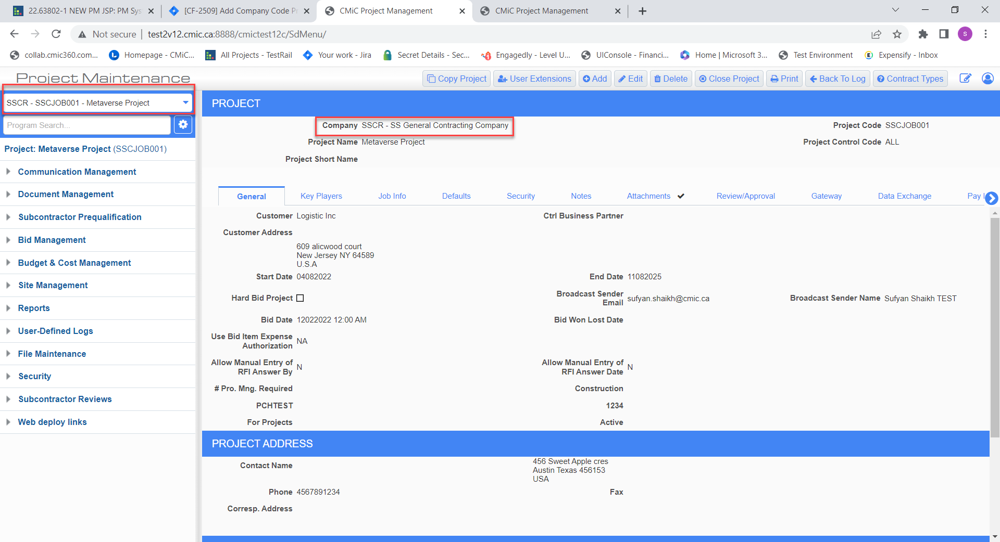 22.63802-1 NEW PM JSP: PM Sys
[CF-2509] Add Company Code Pr
CMiC Project Management
CMiC Project Management
Not secure | test2v12.cmic.ca:8888/cmictest12c/SdMenu/
S
collab.cmic360.com...
Homepage - CMiC...
All Projects - TestRail
Your work - Jira
Secret Details - Sec...
Engagedly - Level U...
UIConsole - Financi...
Home | Microsoft 3...
Test Environment
Expensify - Inbox
Project Maintenance
Copy Project
User Extensions
Add
Edit
Delete
Close Project
Print
Back To Log
Contract Types
SSCR - SSCJOB001 - Metaverse Project
Program Search...
Project: Metaverse Project (SSCJOB001)
Communication Management
Document Management
Subcontractor Prequalification
Bid Management
Budget & Cost Management
Site Management
Reports
User-Defined Logs
File Maintenance
Security
Subcontractor Reviews
Web deploy links
PROJECT
Company SSCR - SS General Contracting Company
Project Code SSCJOB001
Project Name Metaverse Project
Project Control Code ALL
Project Short Name
General
Key Players
Job Info
Defaults
Security
Notes
Attachments
Review/Approval
Gateway
Data Exchange
Pay
Customer Logistic Inc
Ctrl Business Partner
Customer Address
609 alicwood court
New Jersey NY 64589
U.S.A
Start Date 04082022
End Date 11082025
Hard Bid Project
Broadcast Sender
Email sufyan.shaikh@cmic.ca
Broadcast Sender Name Sufyan Shaikh TEST
Bid Date 12022022 12:00 AM
Bid Won Lost Date
Use Bid Item Expense
Authorization NA
Allow Manual Entry of
RFI Answer By N
Allow Manual Entry of
RFI Answer Date N
# Pro. Mng. Required
Construction
PCHTEST
1234
For Projects
Active
PROJECT ADDRESS
Contact Name
456 Sweet Apple cres
Austin Texas 456153
USA
Phone 4567891234
Fax
Corresp. Address